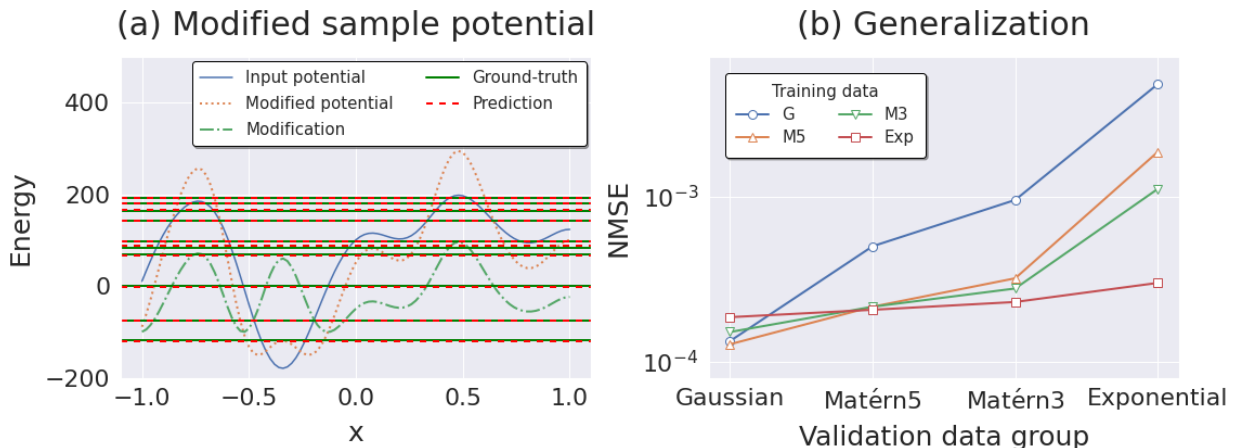 (a) Modified sample potential
Input potential
Modified potential
Modification
Ground-truth
Prediction
Energy
400
200
0
−200
−1.0 −0.5 0.0 0.5 1.0
x
(b) Generalization
Training data
G
M5
M3
Exp
NMSE
10⁻³
10⁻⁴
Gaussian Matérn5 Matérn3 Exponential
Validation data group